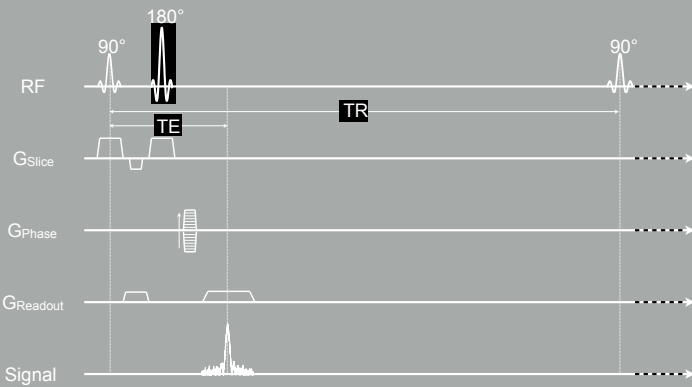 180°
90°
90°
RF
TR
TE
GSlice
GPhase
GReadout
Signal